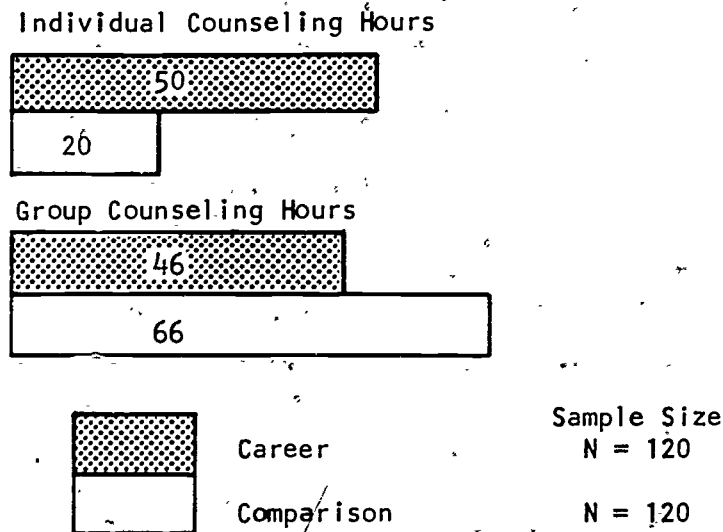 Individual Counseling Hours
50
20
Group Counseling Hours
46
66
Sample Size
Career N = 120
Comparison N = 120